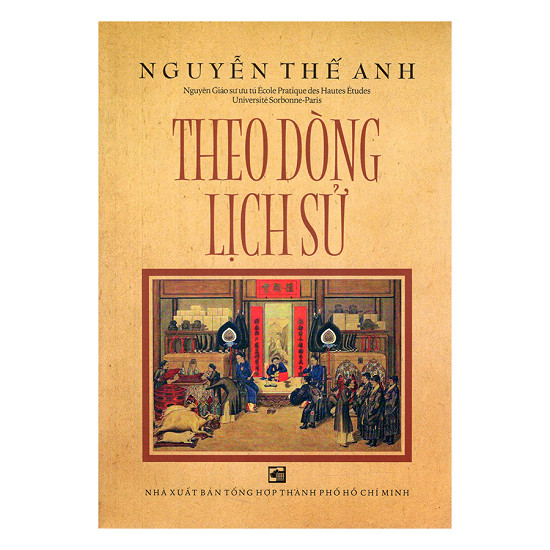 NGUYỄN THẾ ANH
Nguyên Giáo sư ưu tú École Pratique des Hautes Études
Université Sorbonne-Paris
THEO DÒNG
LỊCH SỬ
NHÀ XUẤT BẢN TỔNG HỢP THÀNH PHỐ HỒ CHÍ MINH